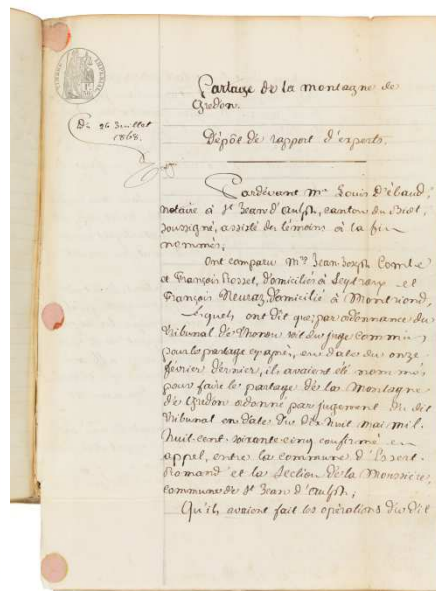 Partage de la montagne de
Gredon.
Du 26 Juillet
1868.
Dépôt de rapport d'experts.
Pardévant Me Louis Débaud,
notaire à St Jean d'Aulph, canton du Biot,
soussigné, assisté des témoins à la fin
nommés,
Ont comparu Mrs Jean-Joseph Comte
et François Rosset, domiciliés à Seytroux et
François Neuraz, domicilié à Montriond,
Lesquels ont dit que par ordonnance du
Tribunal de Thonon soit du juge commis,
pour le partage ci après, en date du onze
février dernier, ils avaient été nommés
pour faire le partage de la Montagne
de Gredon ordonné par jugement du dit
Tribunal en date du dix huit mai mil
huit cent soixante cinq confirmé en
appel, entre la commune d'Essert-
Romand et la section de la Moussière,
commune de St Jean d'Aulph;
Qu'ils avaient fait les opérations du dit